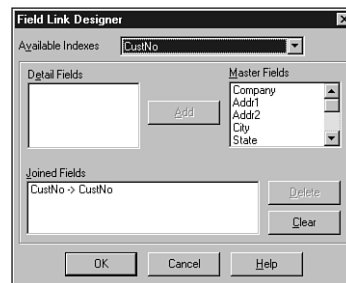 Field Link Designer
Available Indexes CustNo
Detail Fields
Add
Master Fields
Company
Addr1
Addr2
City
State
Joined Fields
CustNo -> CustNo
Delete
Clear
OK Cancel Help